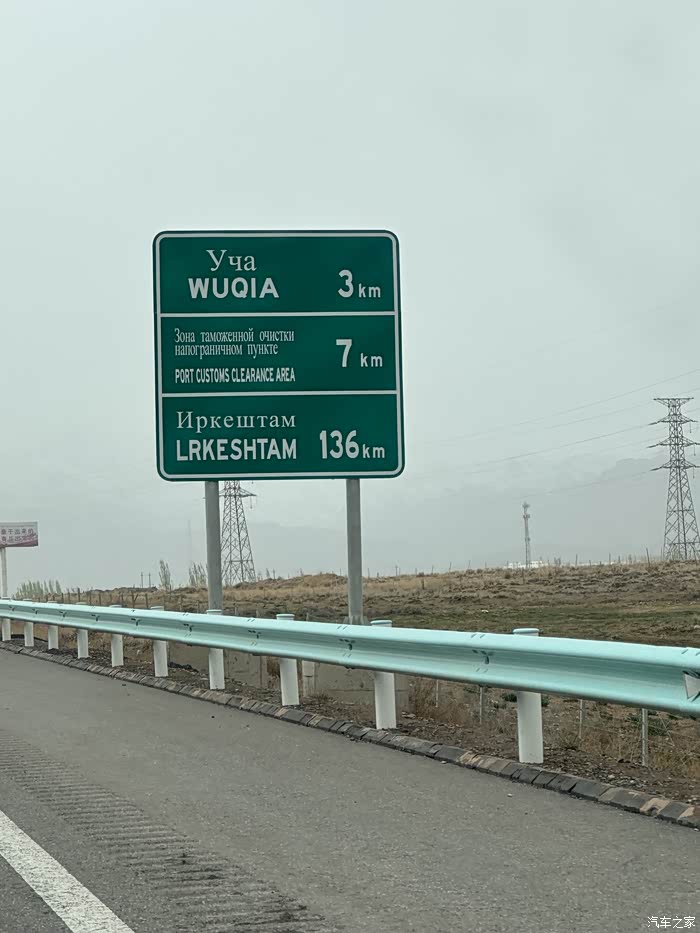 Уча
WUQIA
3 km
Зона таможенной очистки
напограничном пункте
PORT CUSTOMS CLEARANCE AREA
7 km
Иркештам
LRKESHTAM
136 km
汽车之家